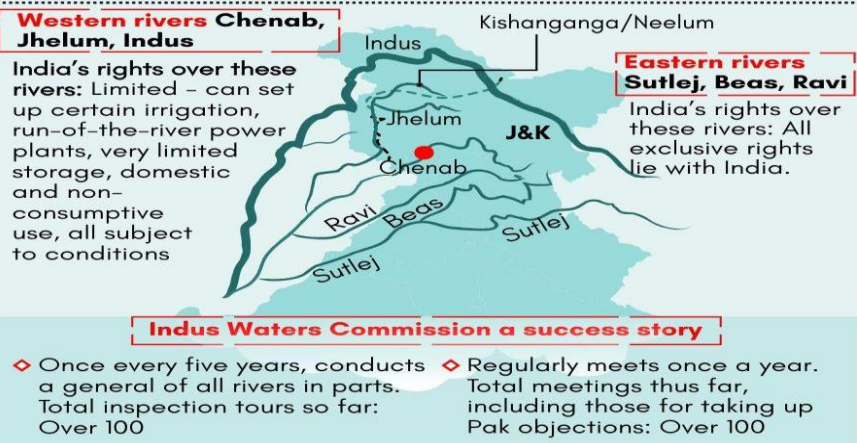 Western rivers Chenab,
Jhelum, Indus
India's rights over these
rivers: Limited - can set
up certain irrigation,
run-of-the-river power
plants, very limited
storage, domestic
and non-
consumptive
use, all subject
to conditions
Kishanganga/Neelum
Indus
Jhelum
J&K
Chenab
Ravi
Beas
Sutlej
Sutlej
Eastern rivers
Sutlej, Beas, Ravi
India's rights over
these rivers: All
exclusive rights
lie with India.
Indus Waters Commission a success story
Once every five years, conducts
a general of all rivers in parts.
Total inspection tours so far:
Over 100
Regularly meets once a year.
Total meetings thus far,
including those for taking up
Pak objections: Over 100